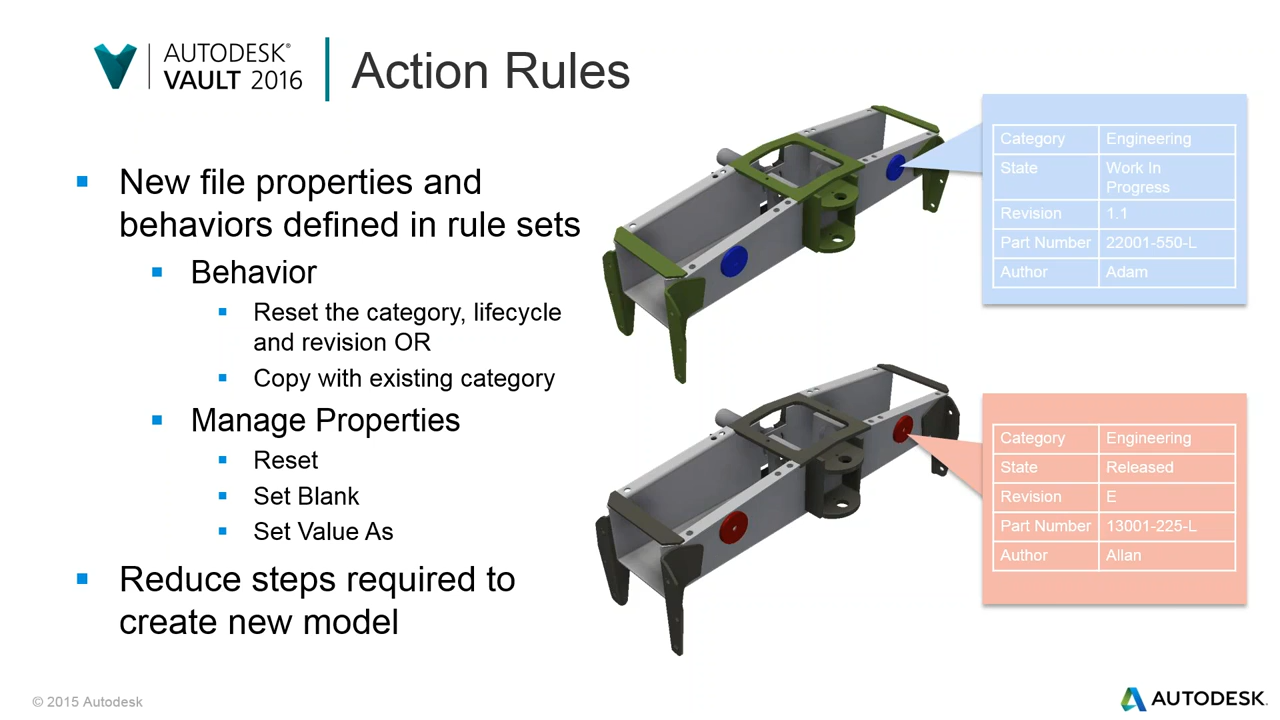 AUTODESK®
VAULT 2016
Action Rules
New file properties and
behaviors defined in rule sets
Behavior
Reset the category, lifecycle
and revision OR
Copy with existing category
Manage Properties
Reset
Set Blank
Set Value As
Reduce steps required to
create new model
Category Engineering
State Work In
Progress
Revision 1.1
Part Number 22001-550-L
Author Adam
Category Engineering
State Released
Revision E
Part Number 13001-225-L
Author Allan
© 2015 Autodesk
AUTODESK.